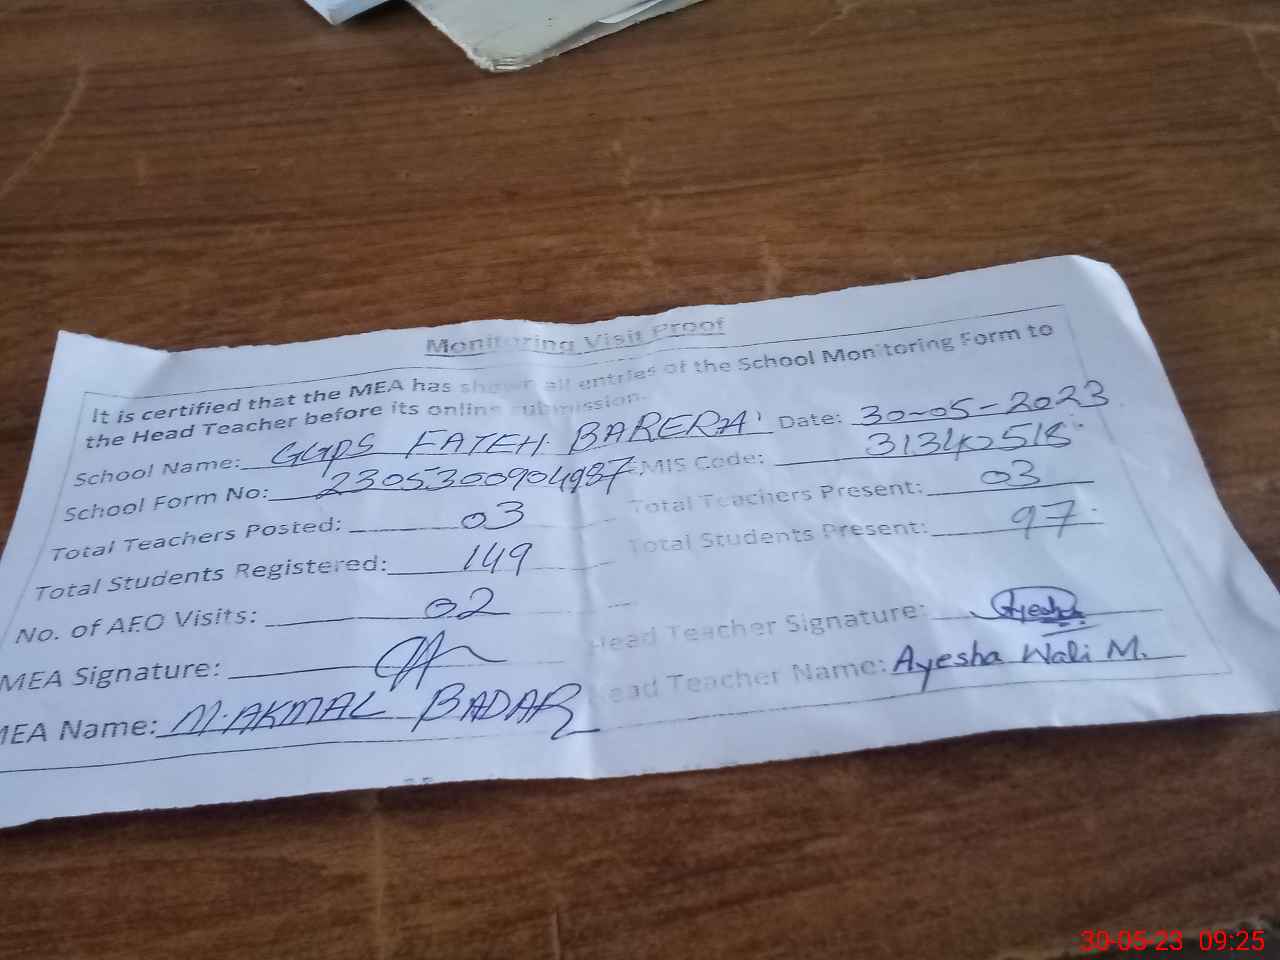 Monitoring Visit Proof
It is certified that the MEA has shown all entries of the School Monitoring Form to
the Head Teacher before its online submission.
School Name: GGPS FATEH BARERA Date: 30-05-2023
School Form No: 2305300904987 EMIS Code: 31340518
Total Teachers Posted: 03 Total Teachers Present: 03
Total Students Registered: 149 Total Students Present: 97
No. of AEO Visits: 02
MEA Signature: Head Teacher Signature: Ayesha
MEA Name: M. AKMAL BADAR Head Teacher Name: Ayesha Wali M.
30-05-23 09:25